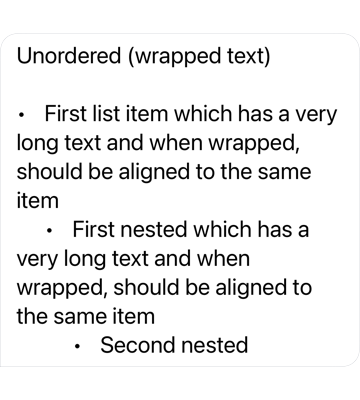 Unordered (wrapped text)
• First list item which has a very
long text and when wrapped,
should be aligned to the same
item
• First nested which has a
very long text and when
wrapped, should be aligned to
the same item
• Second nested